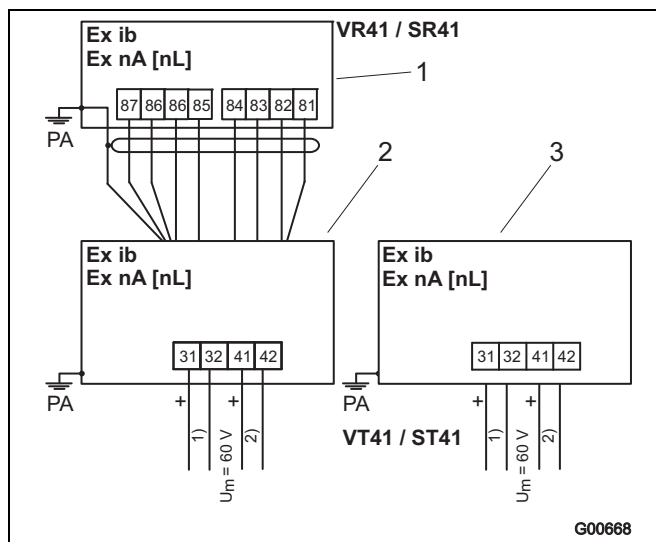 VR41 / SR41
Ex ib
Ex nA [nL]
1
87 86 86 85 84 83 82 81
PA
2
3
Ex ib
Ex nA [nL]
Ex ib
Ex nA [nL]
31 32 41 42
31 32 41 42
PA
PA
+ +
+ +
1)
Um = 60 V
2)
VT41 / ST41
1)
Um = 60 V
2)
G00668